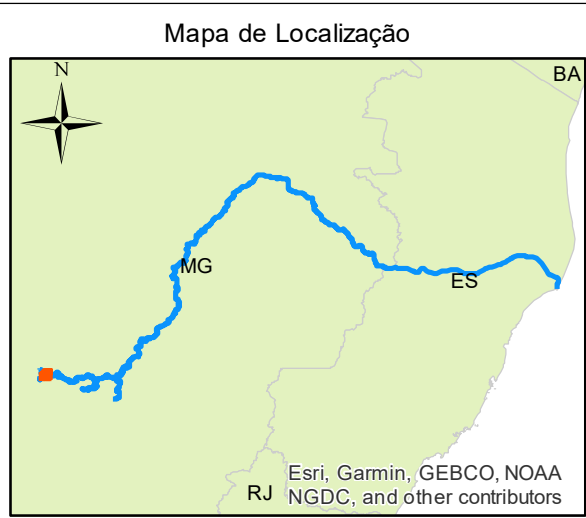 Mapa de Localização
N
BA
MG
ES
RJ
Esri, Garmin, GEBCO, NOAA
NGDC, and other contributors